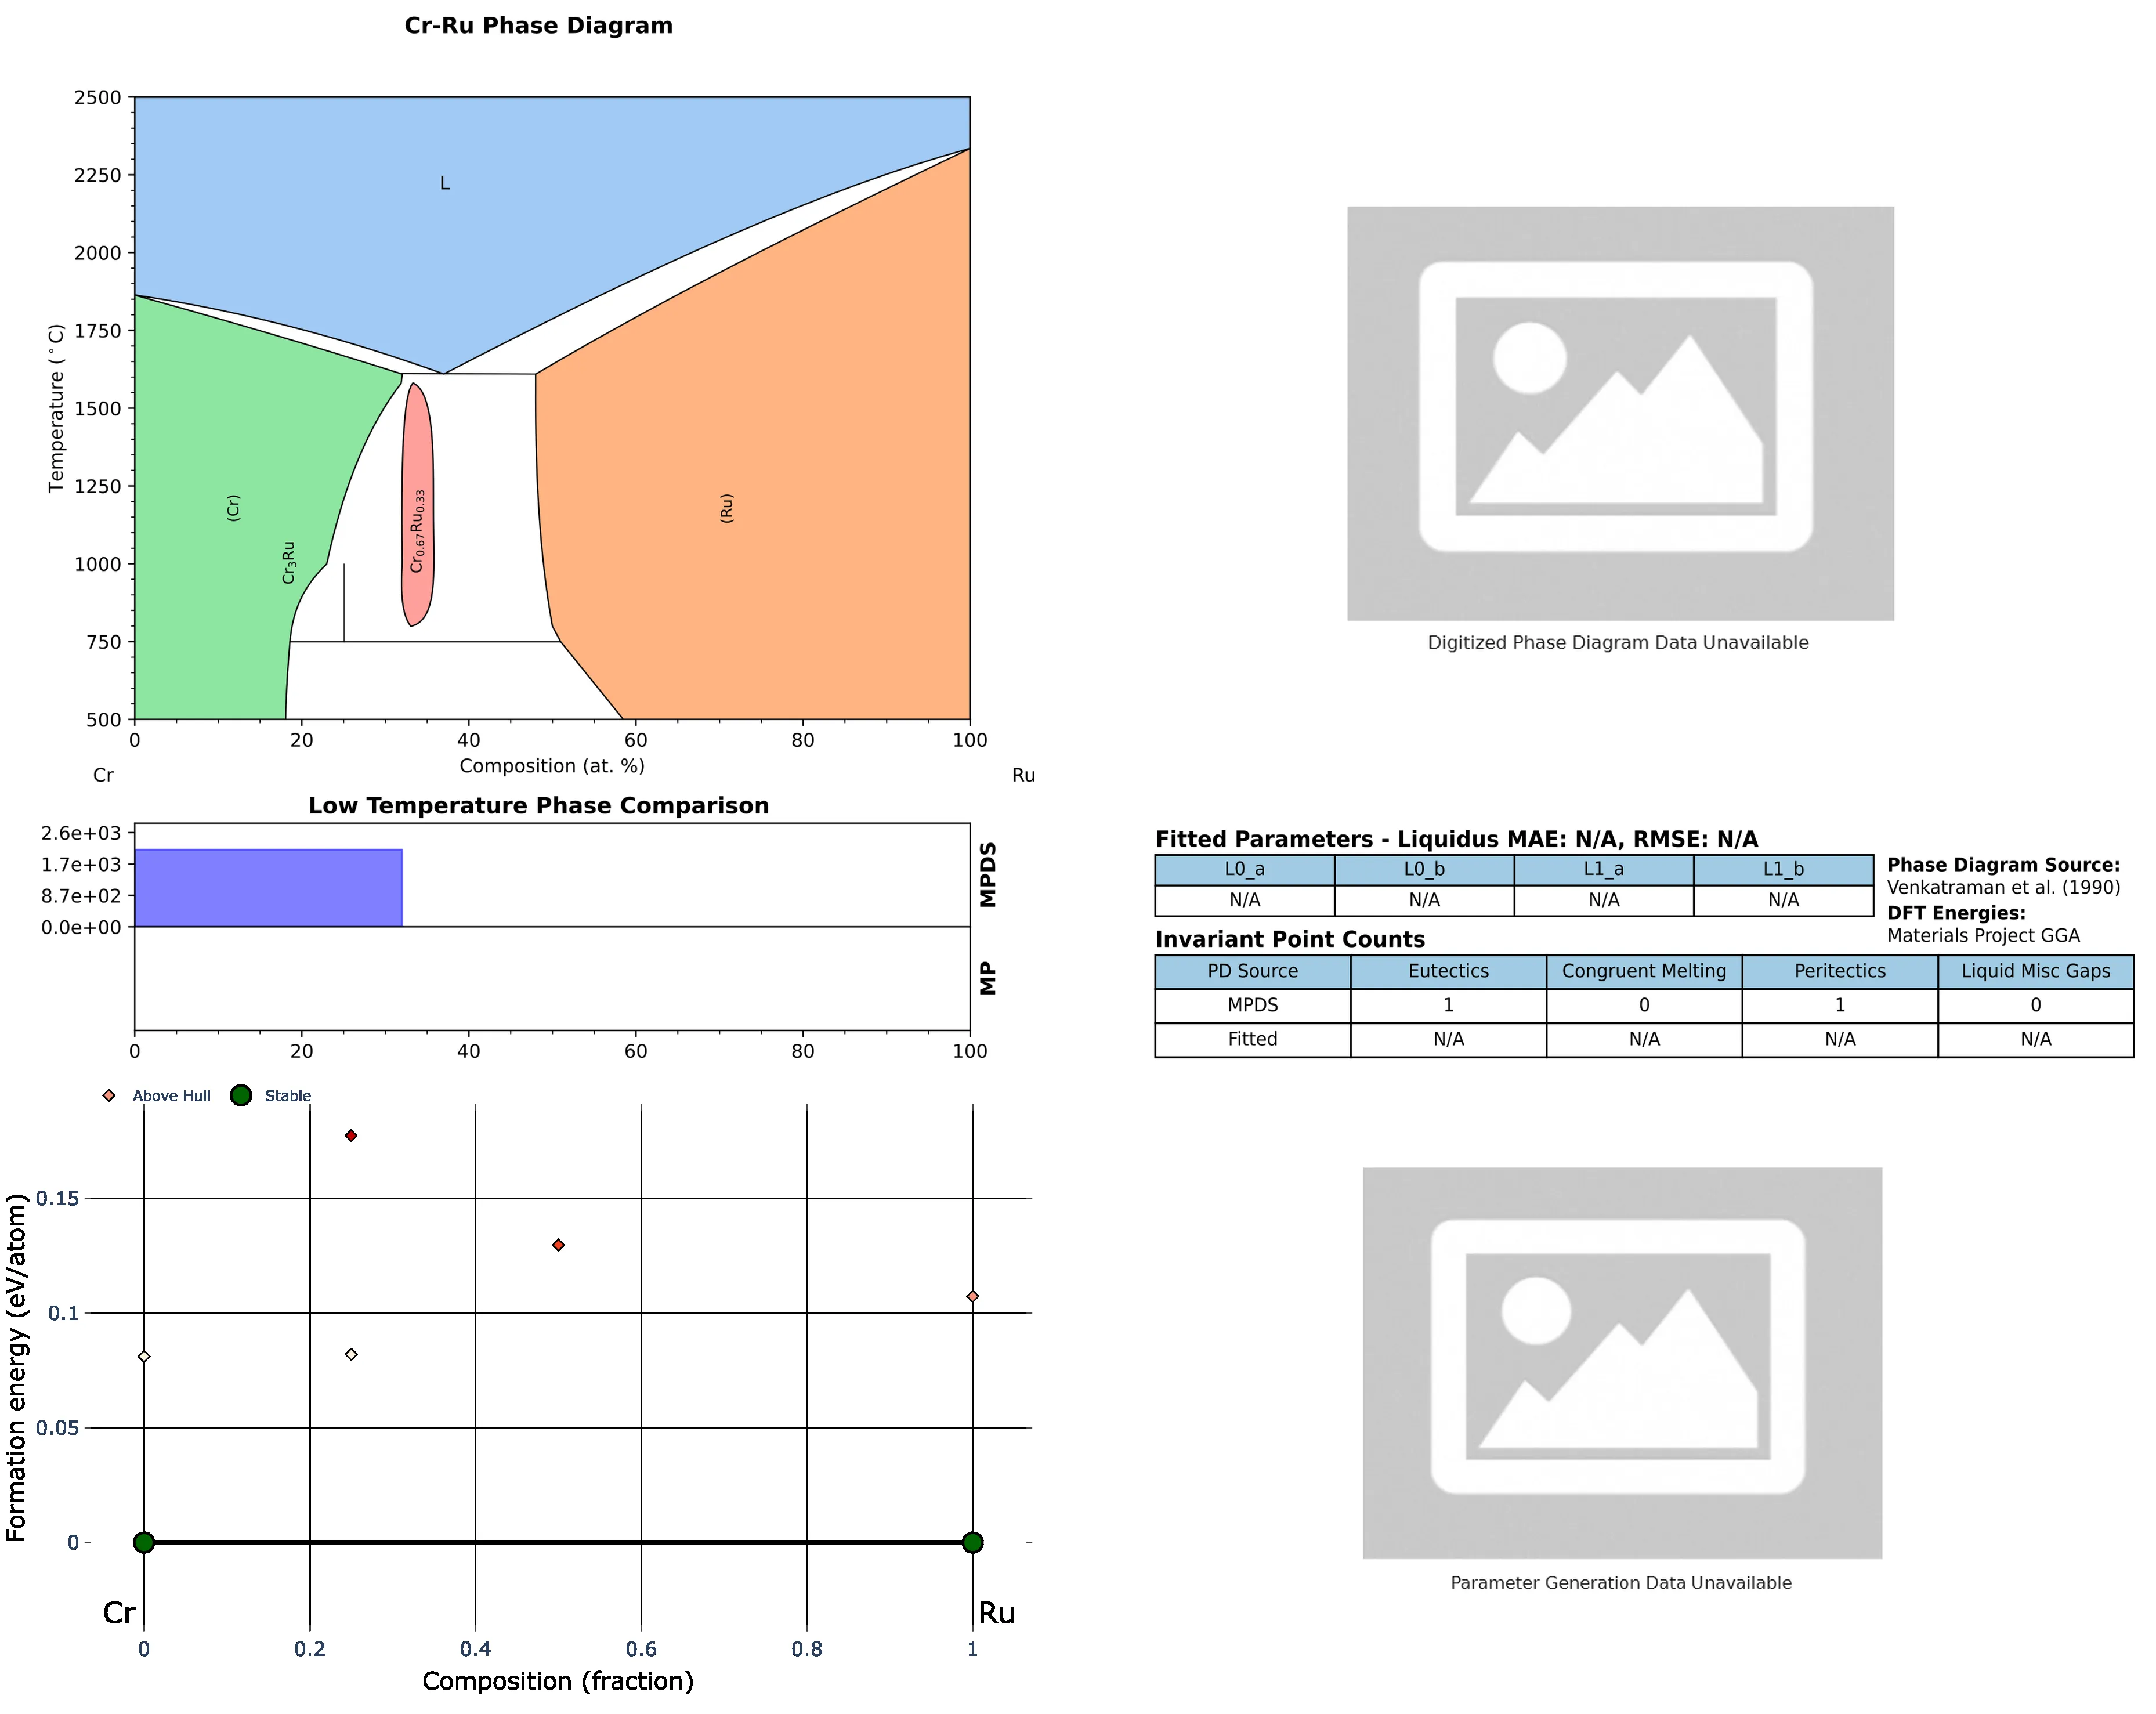 Cr-Ru Phase Diagram
2500
2250
2000
1750
1500
1250
1000
750
500
Temperature (°C)
L
(Cr)
Cr₃Ru
Cr₀.₆₇Ru₀.₃₃
(Ru)
0 20 40 60 80 100
Composition (at. %)
Cr Ru
Digitized Phase Diagram Data Unavailable
Low Temperature Phase Comparison
2.6e+03
1.7e+03
8.7e+02
0.0e+00
MPDS
MP
0 20 40 60 80 100
Fitted Parameters - Liquidus MAE: N/A, RMSE: N/A
L0_a L0_b L1_a L1_b
N/A N/A N/A N/A
Phase Diagram Source:
Venkatraman et al. (1990)
DFT Energies:
Materials Project GGA
Invariant Point Counts
PD Source Eutectics Congruent Melting Peritectics Liquid Misc Gaps
MPDS 1 0 1 0
Fitted N/A N/A N/A N/A
Above Hull Stable
0.15
0.1
0.05
0
Formation energy (eV/atom)
Cr Ru
0 0.2 0.4 0.6 0.8 1
Composition (fraction)
Parameter Generation Data Unavailable